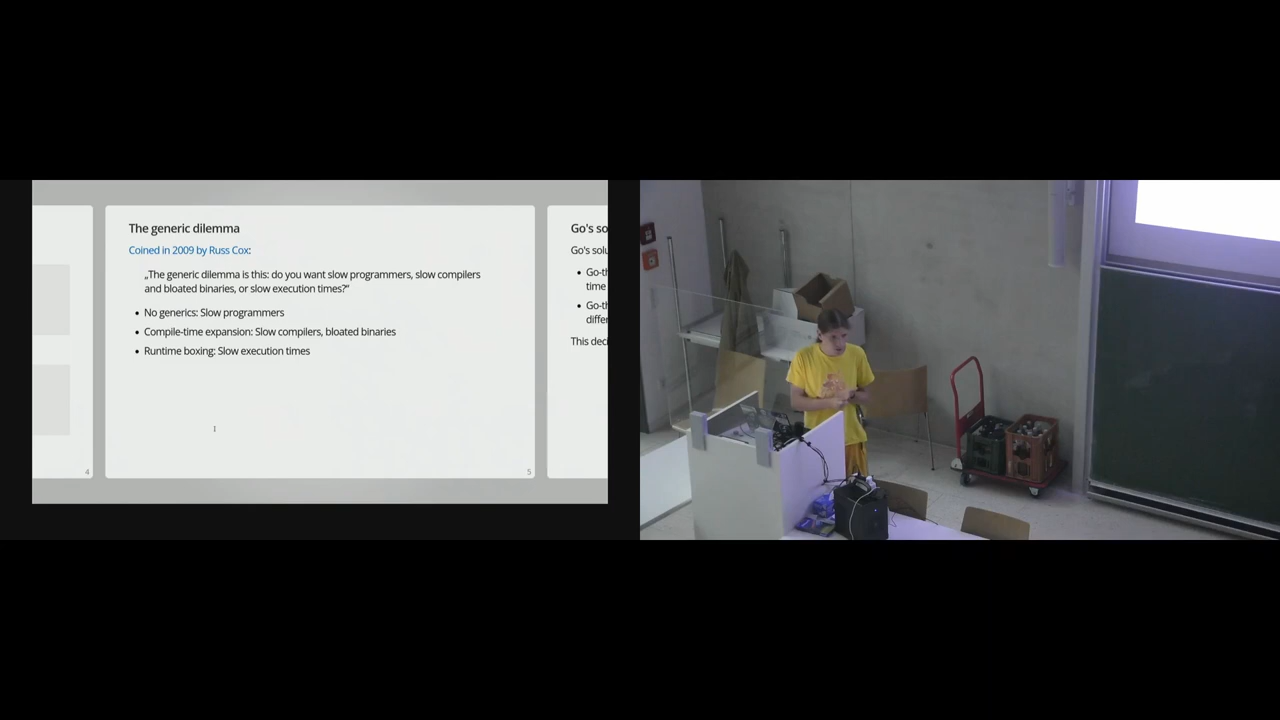 The generic dilemma
Coined in 2009 by Russ Cox:
„The generic dilemma is this: do you want slow programmers, slow compilers
and bloated binaries, or slow execution times?"
• No generics: Slow programmers
• Compile-time expansion: Slow compilers, bloated binaries
• Runtime boxing: Slow execution times
4
5
Go's so
Go's solu
• Go-th
time
• Go-th
differ
This deci